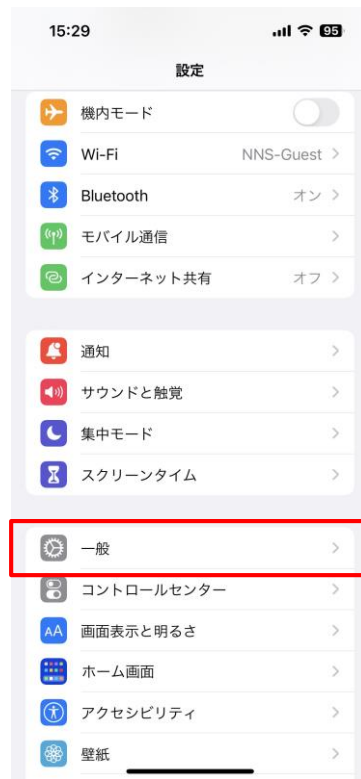 15:29 95
設定
機内モード
Wi-Fi NNS-Guest
Bluetooth オン
モバイル通信
インターネット共有 オフ
通知
サウンドと触覚
集中モード
スクリーンタイム
一般
コントロールセンター
AA 画面表示と明るさ
ホーム画面
アクセシビリティ
壁紙